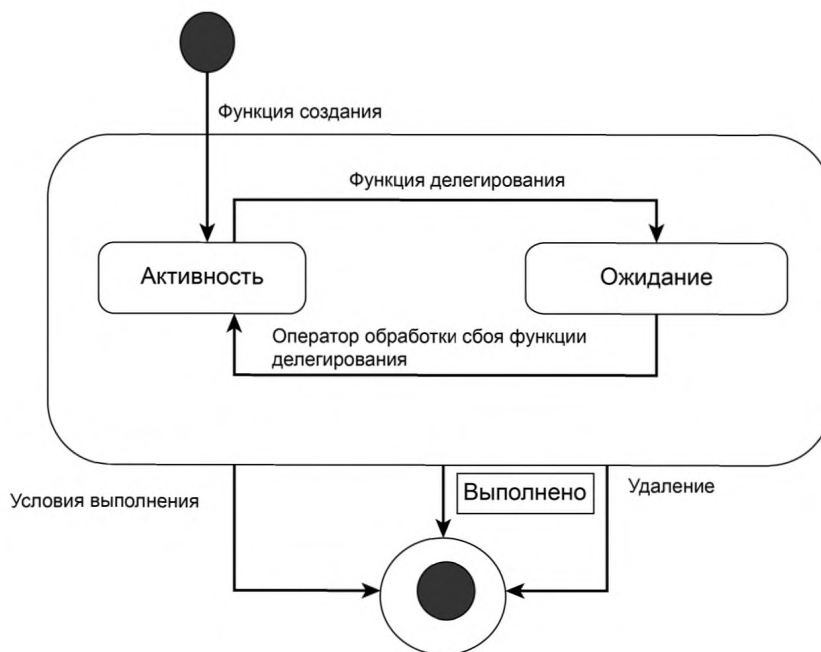 Функция создания
Функция делегирования
Активность
Ожидание
Оператор обработки сбоя функции
делегирования
Условия выполнения
Выполнено
Удаление